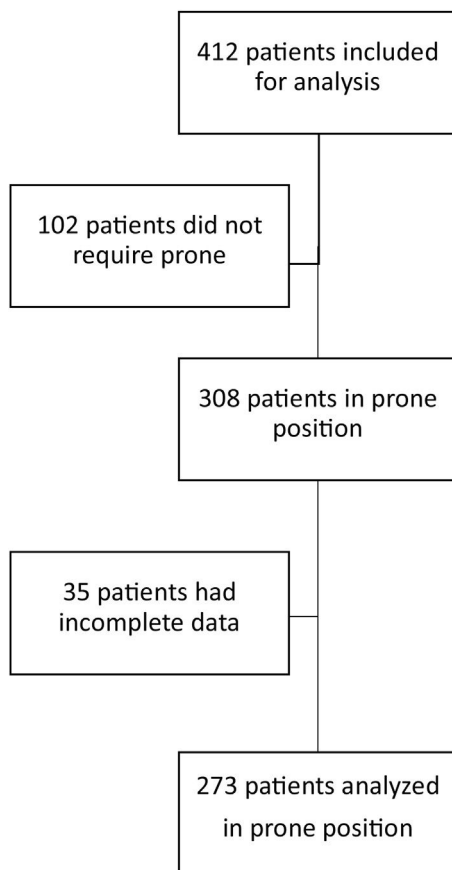 412 patients included
for analysis
102 patients did not
require prone
308 patients in prone
position
35 patients had
incomplete data
273 patients analyzed
in prone position